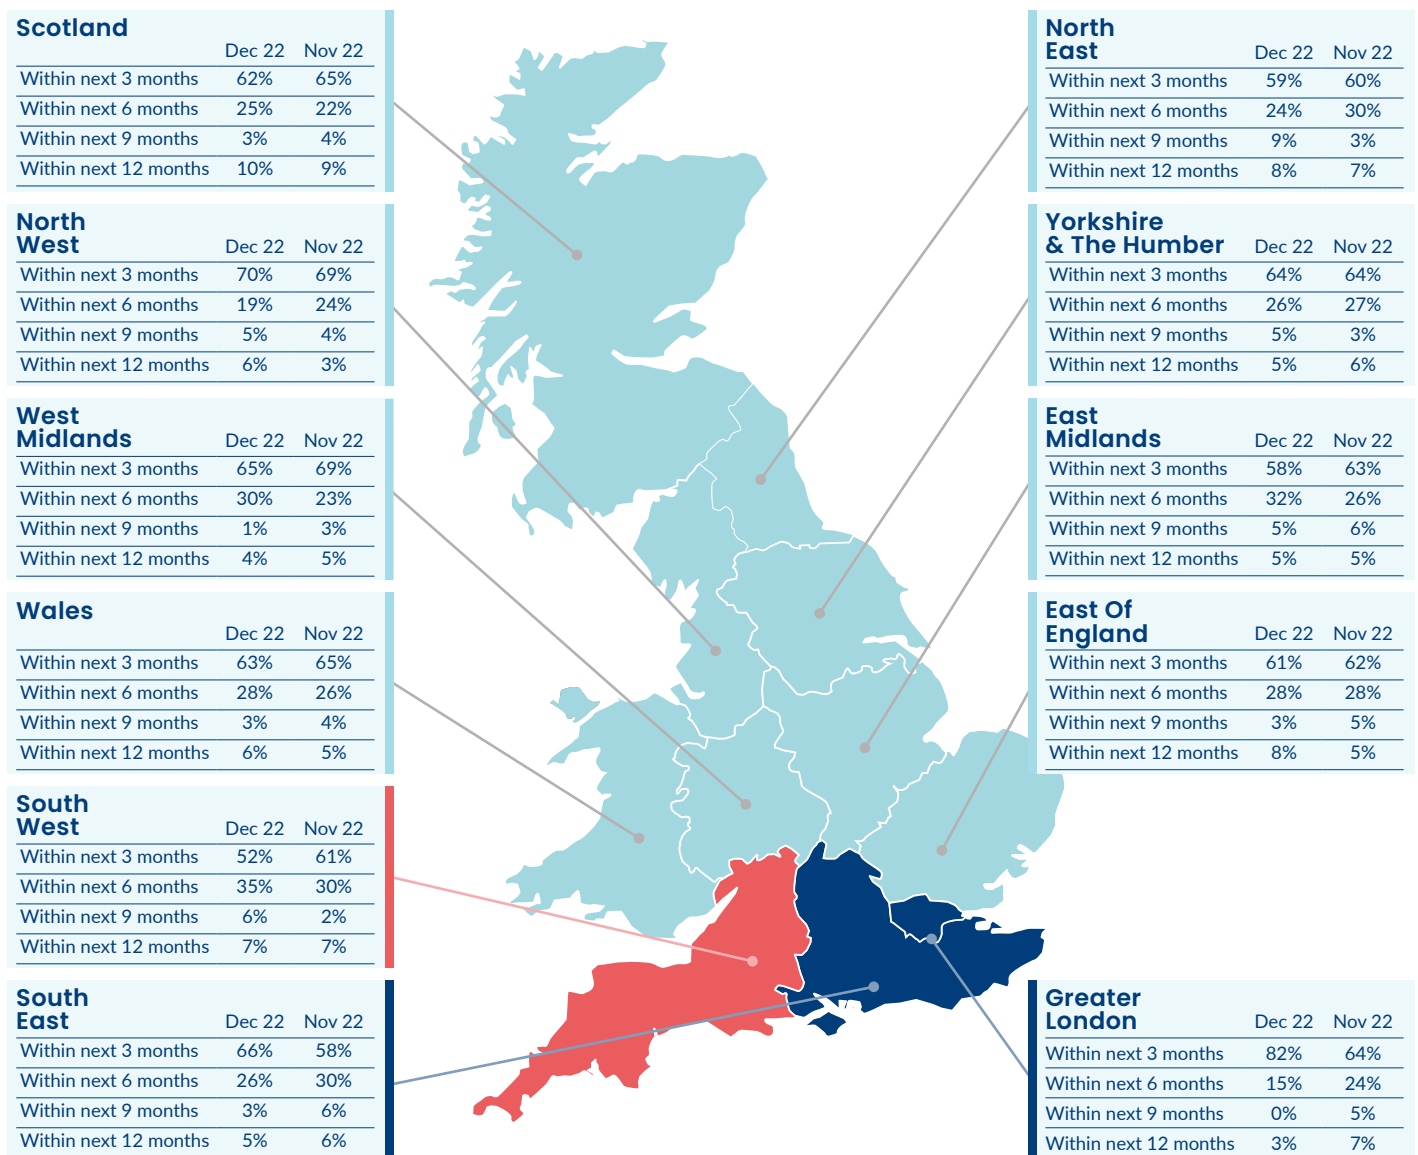 Scotland
Dec 22 Nov 22
Within next 3 months 62% 65%
Within next 6 months 25% 22%
Within next 9 months 3% 4%
Within next 12 months 10% 9%
North
West Dec 22 Nov 22
Within next 3 months 70% 69%
Within next 6 months 19% 24%
Within next 9 months 5% 4%
Within next 12 months 6% 3%
West
Midlands Dec 22 Nov 22
Within next 3 months 65% 69%
Within next 6 months 30% 23%
Within next 9 months 1% 3%
Within next 12 months 4% 5%
Wales
Dec 22 Nov 22
Within next 3 months 63% 65%
Within next 6 months 28% 26%
Within next 9 months 3% 4%
Within next 12 months 6% 5%
South
West Dec 22 Nov 22
Within next 3 months 52% 61%
Within next 6 months 35% 30%
Within next 9 months 6% 2%
Within next 12 months 7% 7%
South
East Dec 22 Nov 22
Within next 3 months 66% 58%
Within next 6 months 26% 30%
Within next 9 months 3% 6%
Within next 12 months 5% 6%
North
East Dec 22 Nov 22
Within next 3 months 59% 60%
Within next 6 months 24% 30%
Within next 9 months 9% 3%
Within next 12 months 8% 7%
Yorkshire
& The Humber Dec 22 Nov 22
Within next 3 months 64% 64%
Within next 6 months 26% 27%
Within next 9 months 5% 3%
Within next 12 months 5% 6%
East
Midlands Dec 22 Nov 22
Within next 3 months 58% 63%
Within next 6 months 32% 26%
Within next 9 months 5% 6%
Within next 12 months 5% 5%
East Of
England Dec 22 Nov 22
Within next 3 months 61% 62%
Within next 6 months 28% 28%
Within next 9 months 3% 5%
Within next 12 months 8% 5%
Greater
London Dec 22 Nov 22
Within next 3 months 82% 64%
Within next 6 months 15% 24%
Within next 9 months 0% 5%
Within next 12 months 3% 7%